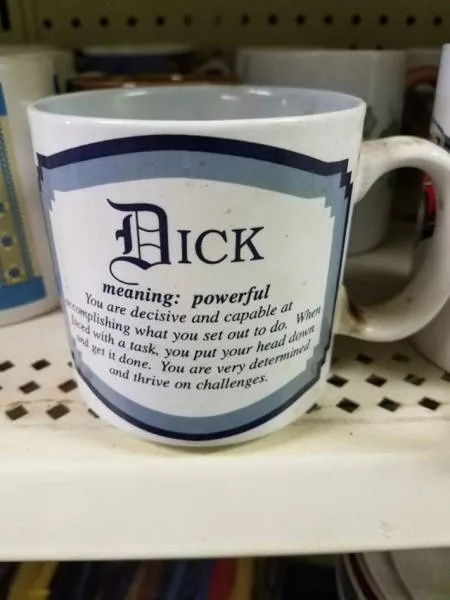 DICK
meaning: powerful
You are decisive and capable at
accomplishing what you set out to do. When
faced with a task, you put your head down
and get it done. You are very determined
and thrive on challenges.